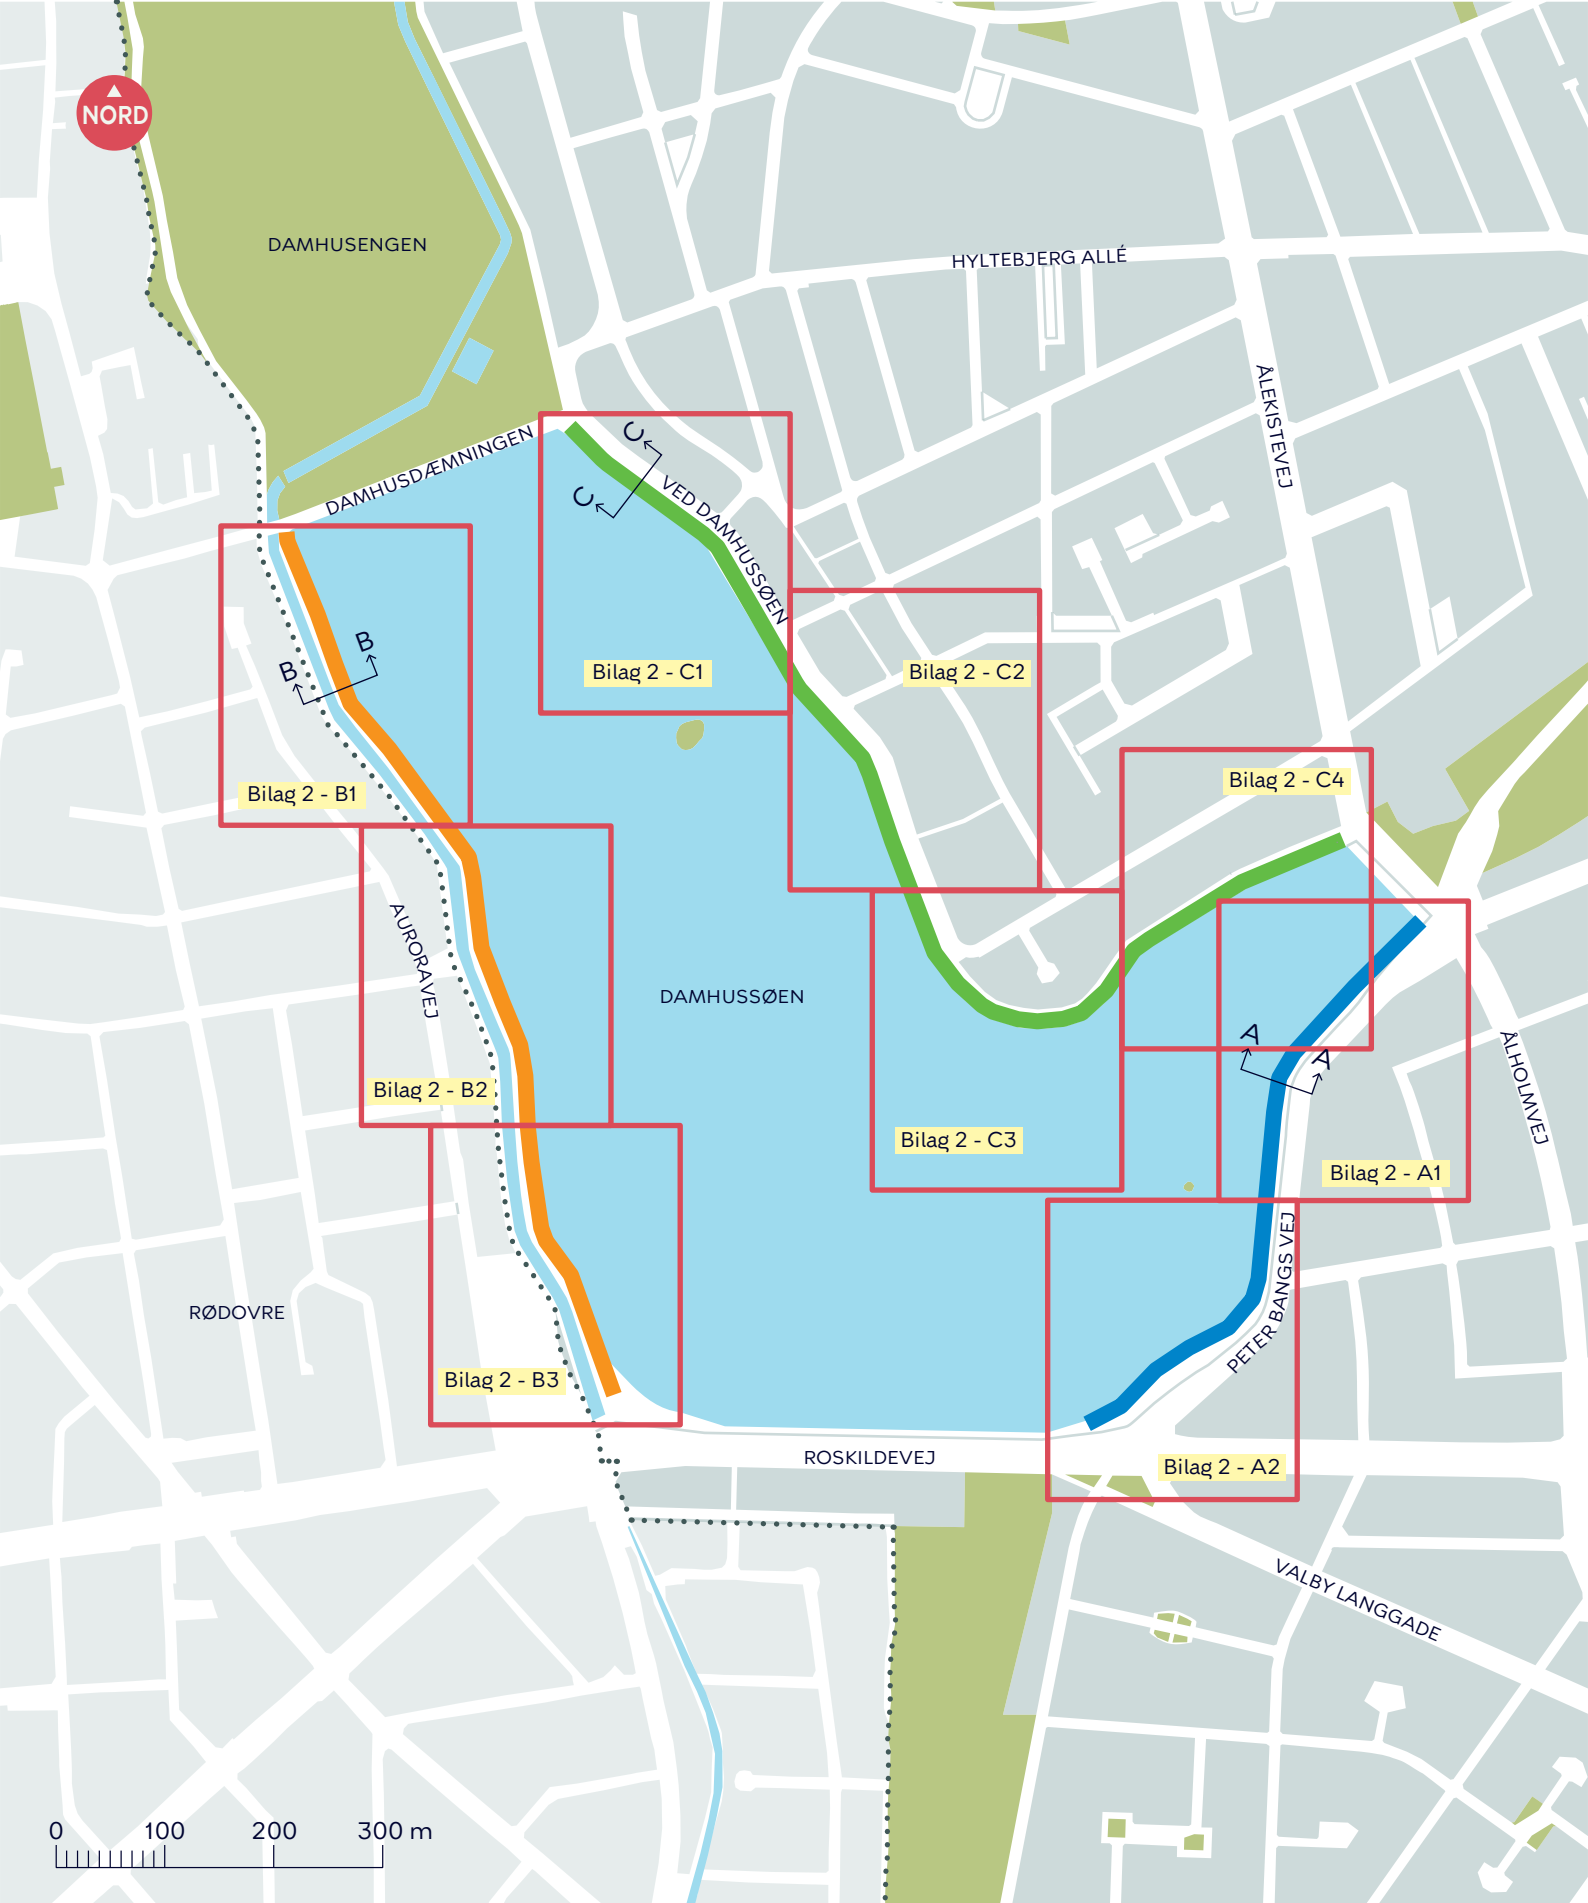 NORD
DAMHUSENGEN
HYLTEBJERG ALLÉ
ÅLEKISTEVEJ
DAMHUSDÆMNINGEN
C
C
VED DAMHUSSØEN
B
B
Bilag 2 - C1
Bilag 2 - C2
Bilag 2 - B1
Bilag 2 - C4
AURORAVEJ
DAMHUSSØEN
A
A
ÅLHOLMVEJ
Bilag 2 - B2
Bilag 2 - C3
Bilag 2 - A1
PETER BANGS VEJ
RØDOVRE
Bilag 2 - B3
ROSKILDEVEJ
Bilag 2 - A2
VALBY LANGGADE
0 100 200 300 m